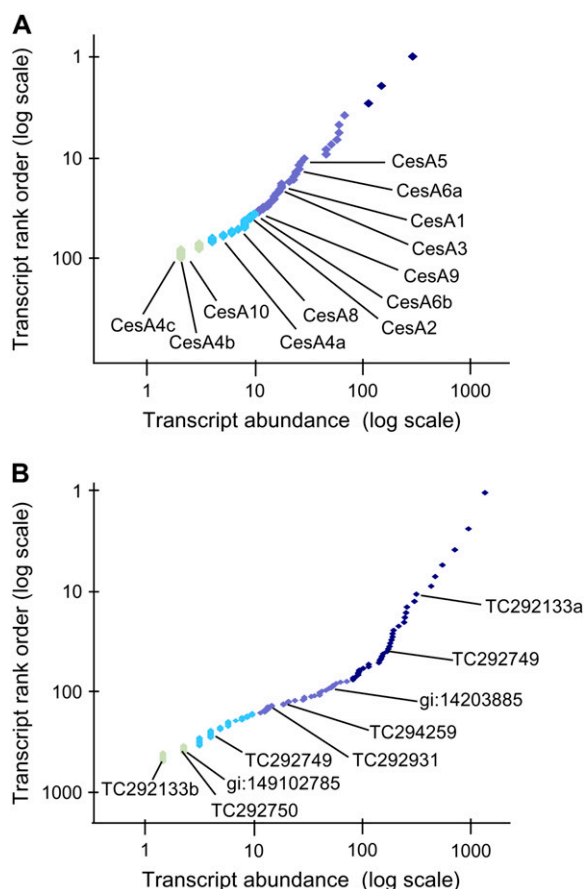 A
Transcript rank order (log scale)
1
10
100
CesA5
CesA6a
CesA1
CesA3
CesA9
CesA6b
CesA2
CesA8
CesA4a
CesA10
CesA4c
CesA4b
1
10
100
1000
Transcript abundance (log scale)
B
Transcript rank order (log scale)
1
10
100
1000
TC292133a
TC292749
gi:14203885
TC294259
TC292931
TC292749
gi:149102785
TC292133b
TC292750
1
10
100
1000
Transcript abundance (log scale)